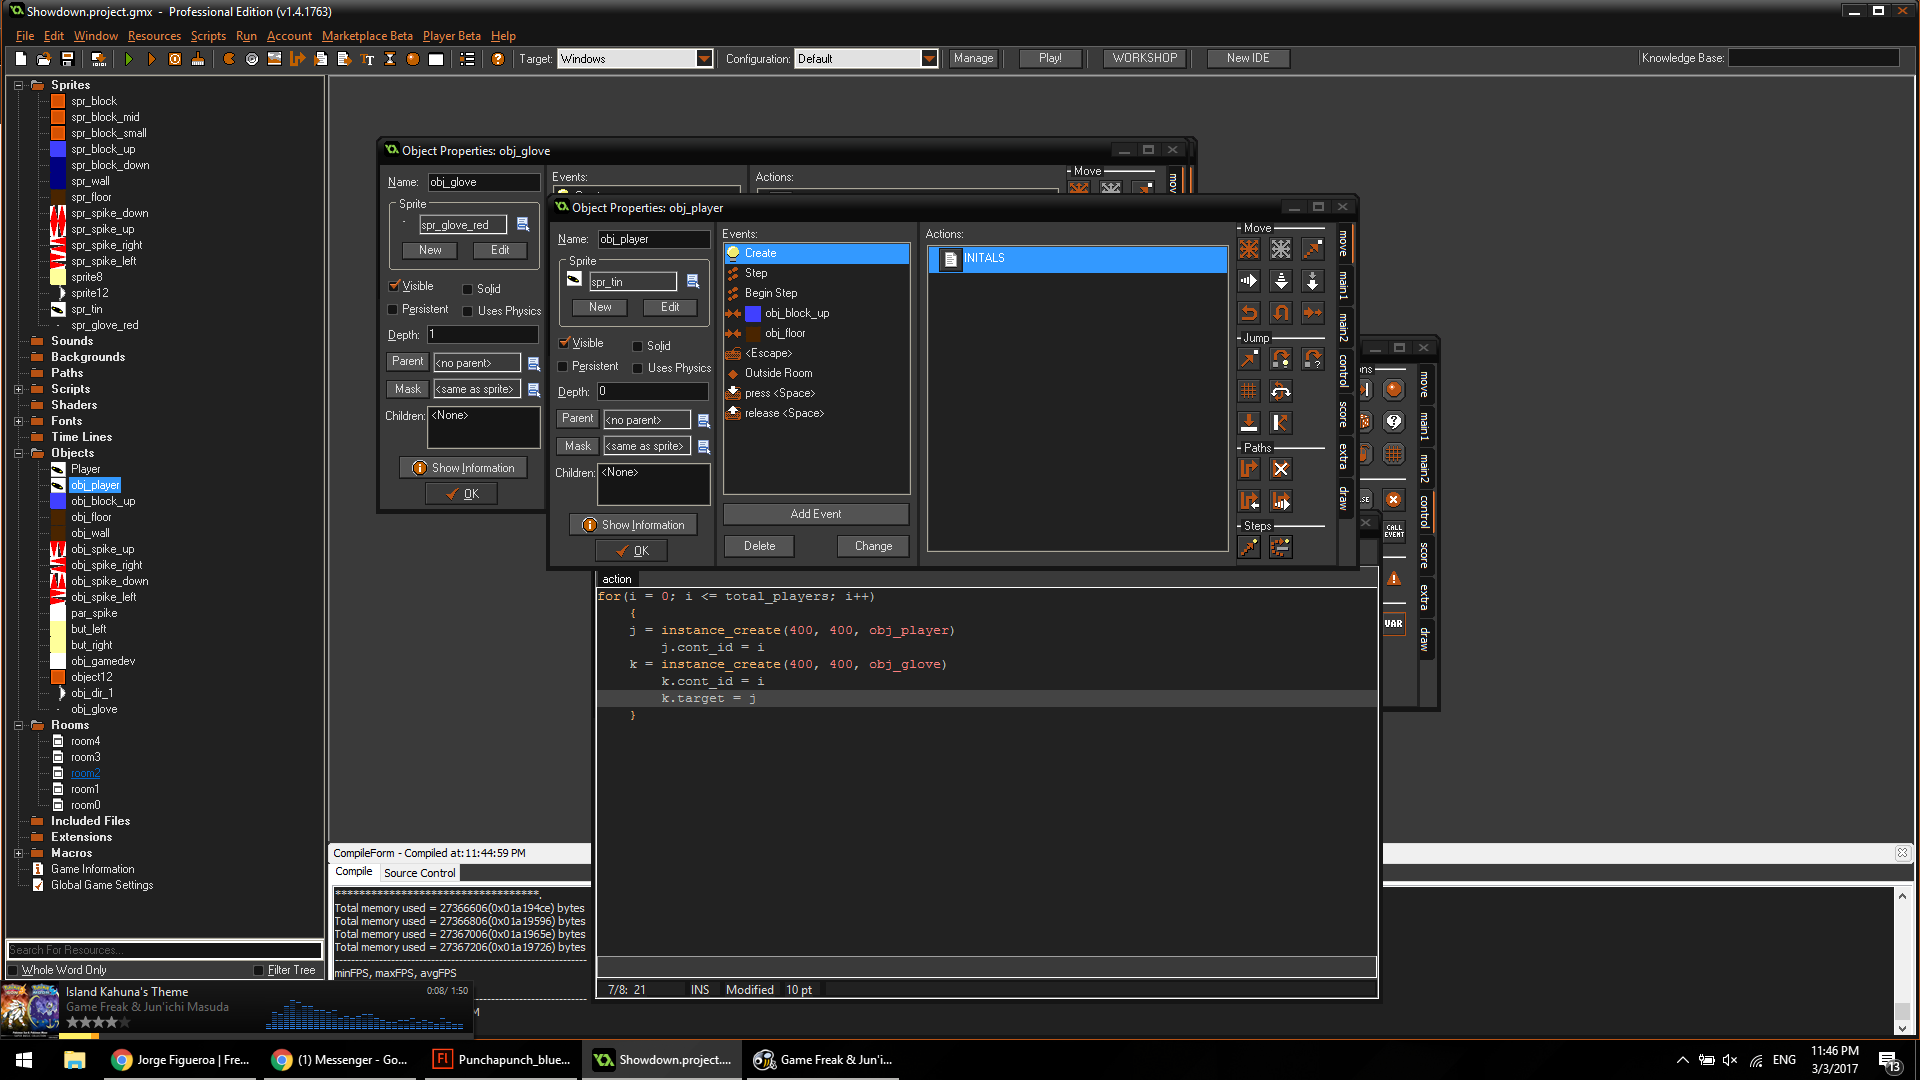 Showdown.project.gmx - Professional Edition (v1.4.1763)
File Edit Window Resources Scripts Run Account Marketplace Beta Player Beta Help
Target: Windows Configuration: Default Manage Play! WORKSHOP New IDE Knowledge Base:
Sprites
spr_block
spr_block_mid
spr_block_small
spr_block_up
spr_block_down
spr_wall
spr_floor
spr_spike_down
spr_spike_up
spr_spike_right
spr_spike_left
sprite8
sprite12
spr_tin
spr_glove_red
Sounds
Backgrounds
Paths
Scripts
Shaders
Fonts
Time Lines
Objects
Player
obj_player
obj_block_up
obj_floor
obj_wall
obj_spike_up
obj_spike_right
obj_spike_down
obj_spike_left
par_spike
but_left
but_right
obj_gamedev
object12
obj_dir_1
obj_glove
Rooms
room4
room3
room2
room1
room0
Included Files
Extensions
Macros
Game Information
Global Game Settings
Search For Resources...
Whole Word Only Filter Tree
Object Properties: obj_glove
Name: obj_glove
Sprite
spr_glove_red
New Edit
Visible Solid
Persistent Uses Physics
Depth: 1
Parent <no parent>
Mask <same as sprite>
Children: <None>
Show Information
OK
Events:
Actions:
Move
move
Object Properties: obj_player
Name: obj_player
Sprite
spr_tin
New Edit
Visible Solid
Persistent Uses Physics
Depth: 0
Parent <no parent>
Mask <same as sprite>
Children: <None>
Show Information
OK
Events:
Create
Step
Begin Step
obj_block_up
obj_floor
<Escape>
Outside Room
press <Space>
release <Space>
Add Event
Delete Change
Actions:
INITALS
Move
Jump
Paths
Steps
move
main1
main2
control
score
extra
draw
CALL
EVENT
VAR
move
main1
main2
control
score
extra
draw
action
for(i = 0; i <= total_players; i++)
{
j = instance_create(400, 400, obj_player)
j.cont_id = i
k = instance_create(400, 400, obj_glove)
k.cont_id = i
k.target = j
}
7/8: 21 INS Modified 10 pt
CompileForm - Compiled at:11:44:59 PM
Compile Source Control
Total memory used = 27366606(0x01a194ce) bytes
Total memory used = 27366806(0x01a19596) bytes
Total memory used = 27367006(0x01a1965e) bytes
Total memory used = 27367206(0x01a19726) bytes
minFPS, maxFPS, avgFPS
Island Kahuna's Theme 0:08/ 1:50
Game Freak & Jun'ichi Masuda
Jorge Figueroa | Fre...
(1) Messenger - Go...
Punchapunch_blue...
Showdown.project....
Game Freak & Jun'i...
ENG
11:46 PM
3/3/2017
13